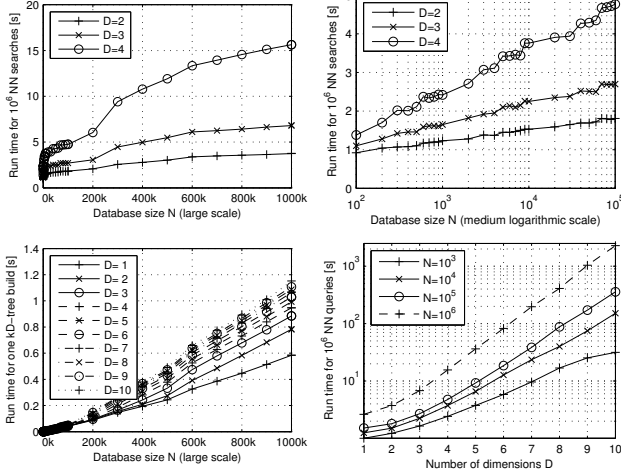 20
15
10
5
0
0k
200k
400k
600k
800k
1000k
Database size N (large scale)
Run time for 10^6 NN searches [s]
D=2
D=3
D=4
5
4
3
2
1
10^2
10^3
10^4
10^5
Database size N (medium logarithmic scale)
Run time for 10^6 NN searches [s]
D=2
D=3
D=4
1.4
1.2
1
0.8
0.6
0.4
0.2
0
0k
200k
400k
600k
800k
1000k
Database size N (large scale)
Run time for one kD−tree build [s]
D= 1
D= 2
D= 3
D= 4
D= 5
D= 6
D= 7
D= 8
D= 9
D=10
10^3
10^2
10^1
1
2
3
4
5
6
7
8
9
10
Number of dimensions D
Run time for 10^6 NN queries [s]
N=10^3
N=10^4
N=10^5
N=10^6